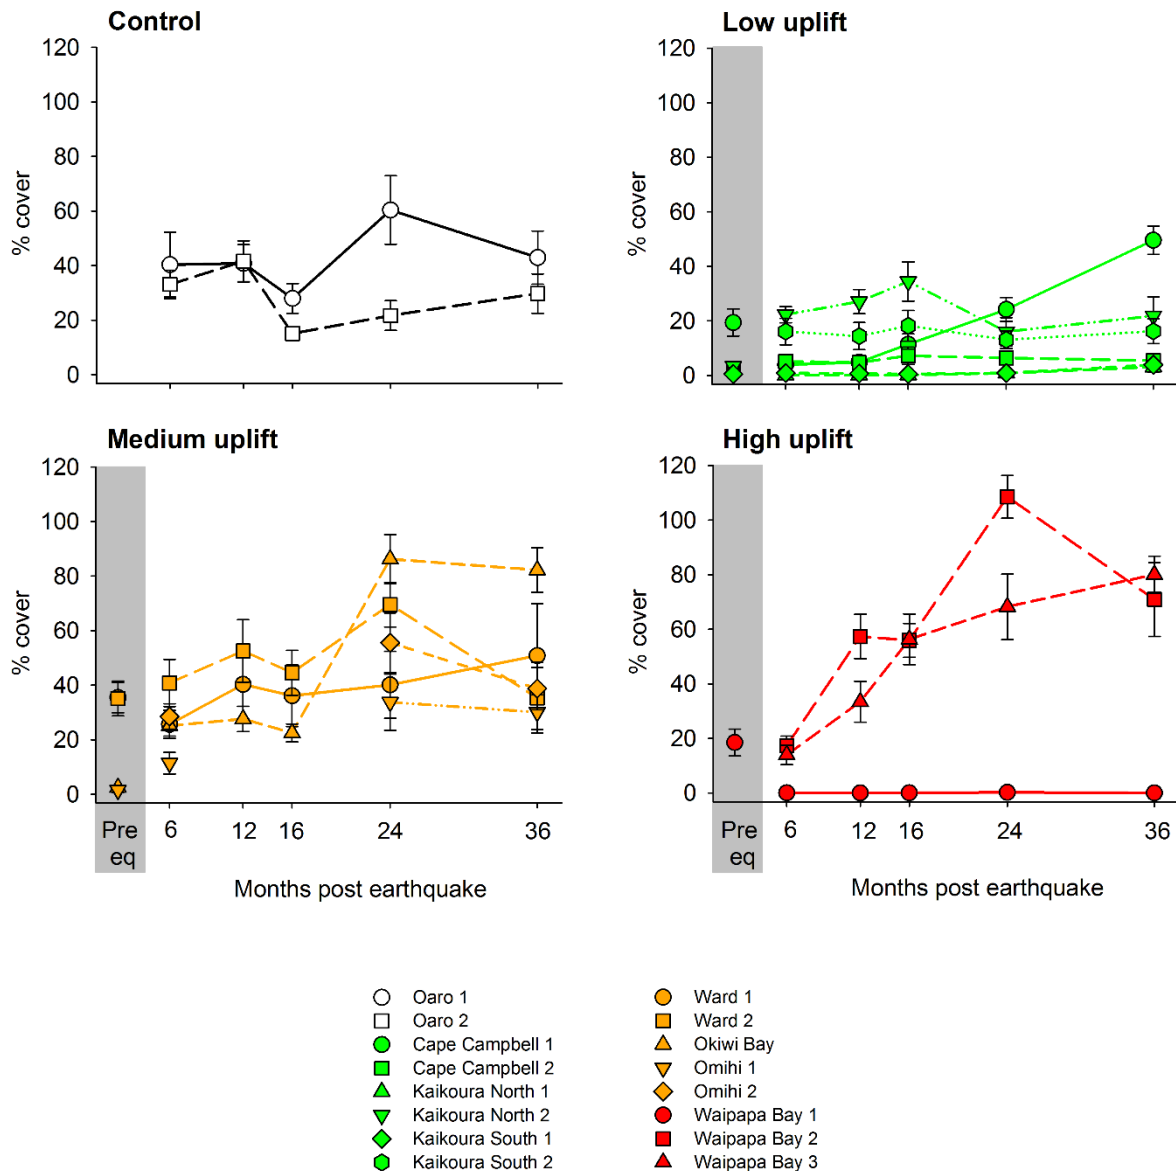 Control
120
100
80
60
40
20
0
% cover
Low uplift
120
100
80
60
40
20
0
% cover
Medium uplift
120
100
80
60
40
20
0
% cover
Pre eq
6
12
16
24
36
Months post earthquake
High uplift
120
100
80
60
40
20
0
% cover
Pre eq
6
12
16
24
36
Months post earthquake
Oaro 1
Oaro 2
Cape Campbell 1
Cape Campbell 2
Kaikoura North 1
Kaikoura North 2
Kaikoura South 1
Kaikoura South 2
Ward 1
Ward 2
Okiwi Bay
Omihi 1
Omihi 2
Waipapa Bay 1
Waipapa Bay 2
Waipapa Bay 3